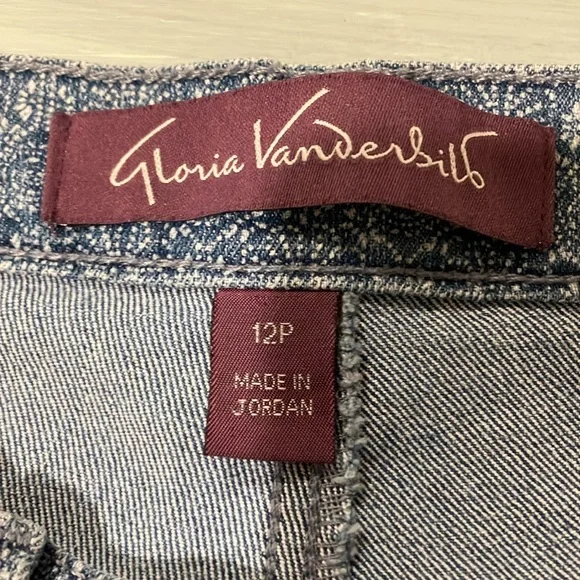 Gloria Vanderbilt
12P
MADE IN
JORDAN